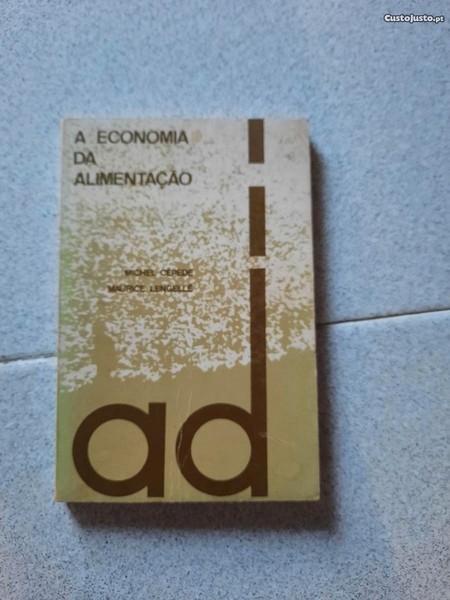 CustoJusto.pt
A ECONOMIA
DA
ALIMENTAÇÃO
MICHEL CÉPÈDE
MAURICE LENGELLÉ
ad